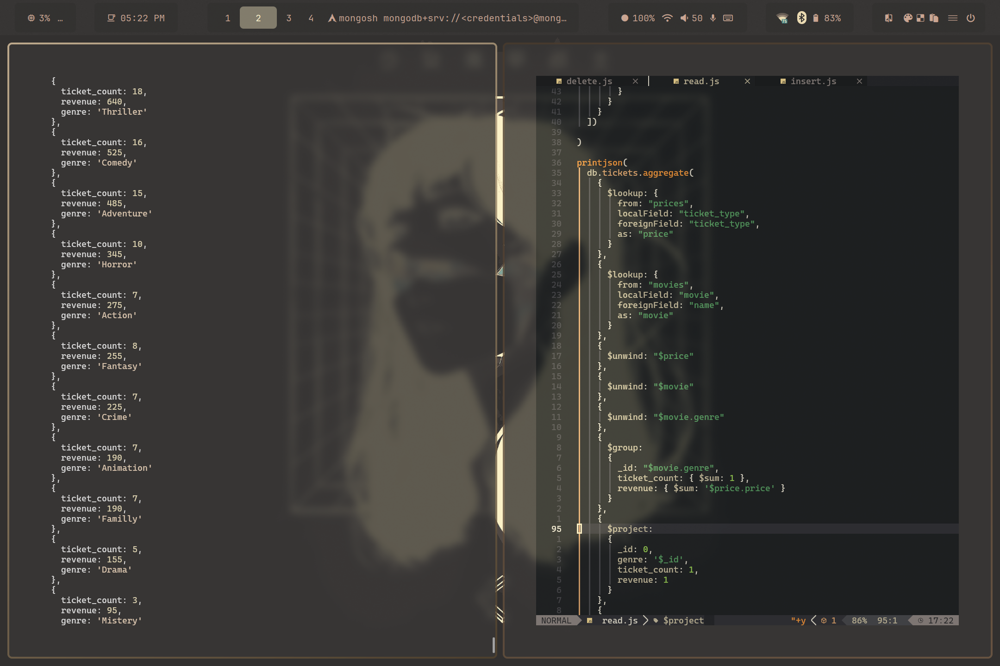 3% …
05:22 PM
1 2 3 4
mongosh mongodb+srv://<credentials>@mong…
100% 50
75 83%
{
ticket_count: 18,
revenue: 640,
genre: 'Thriller'
},
{
ticket_count: 16,
revenue: 525,
genre: 'Comedy'
},
{
ticket_count: 15,
revenue: 485,
genre: 'Adventure'
},
{
ticket_count: 10,
revenue: 345,
genre: 'Horror'
},
{
ticket_count: 7,
revenue: 275,
genre: 'Action'
},
{
ticket_count: 8,
revenue: 255,
genre: 'Fantasy'
},
{
ticket_count: 7,
revenue: 225,
genre: 'Crime'
},
{
ticket_count: 7,
revenue: 190,
genre: 'Animation'
},
{
ticket_count: 7,
revenue: 190,
genre: 'Familly'
},
{
ticket_count: 5,
revenue: 155,
genre: 'Drama'
},
{
ticket_count: 3,
revenue: 95,
genre: 'Mistery'
JS delete.js × JS read.js × JS insert.js ×
43 }
42 }
41 }
40 ])
39
38 )
37
36 printjson(
35 db.tickets.aggregate(
34 {
33 $lookup: {
32 from: "prices",
31 localField: "ticket_type",
30 foreignField: "ticket_type",
29 as: "price"
28 }
27 },
26 {
25 $lookup: {
24 from: "movies",
23 localField: "movie",
22 foreignField: "name",
21 as: "movie"
20 }
19 },
18 {
17 $unwind: "$price"
16 },
15 {
14 $unwind: "$movie"
13 },
12 {
11 $unwind: "$movie.genre"
10 },
9 {
8 $group:
7 {
6 _id: "$movie.genre",
5 ticket_count: { $sum: 1 },
4 revenue: { $sum: '$price.price' }
3 }
2 },
1 {
95 $project:
1 {
2 _id: 0,
3 genre: '$_id',
4 ticket_count: 1,
5 revenue: 1
6 }
7 },
8 {
NORMAL JS read.js $project "+y 1 86% 95:1 17:22